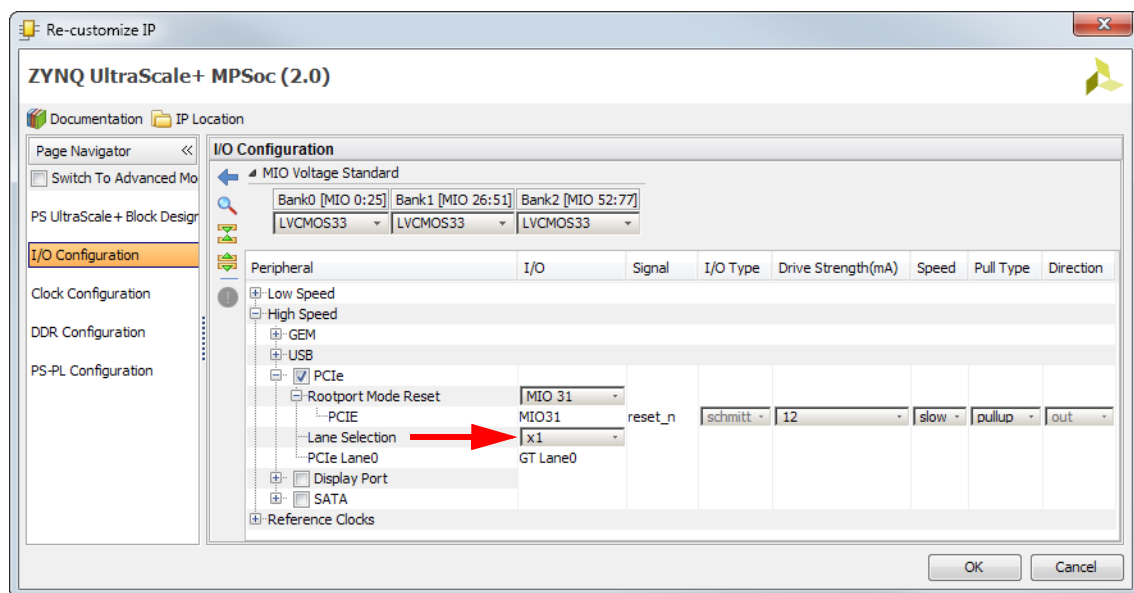 Re-customize IP
ZYNQ UltraScale+ MPSoc (2.0)
Documentation IP Location
Page Navigator «
Switch To Advanced Mo
PS UltraScale+ Block Desigr
I/O Configuration
Clock Configuration
DDR Configuration
PS-PL Configuration
I/O Configuration
MIO Voltage Standard
Bank0 [MIO 0:25] Bank1 [MIO 26:51] Bank2 [MIO 52:77]
LVCMOS33 LVCMOS33 LVCMOS33
Peripheral I/O Signal I/O Type Drive Strength(mA) Speed Pull Type Direction
Low Speed
High Speed
GEM
USB
PCIe
Rootport Mode Reset MIO 31
PCIE MIO31 reset_n schmitt 12 slow pullup out
Lane Selection x1
PCIe Lane0 GT Lane0
Display Port
SATA
Reference Clocks
OK Cancel